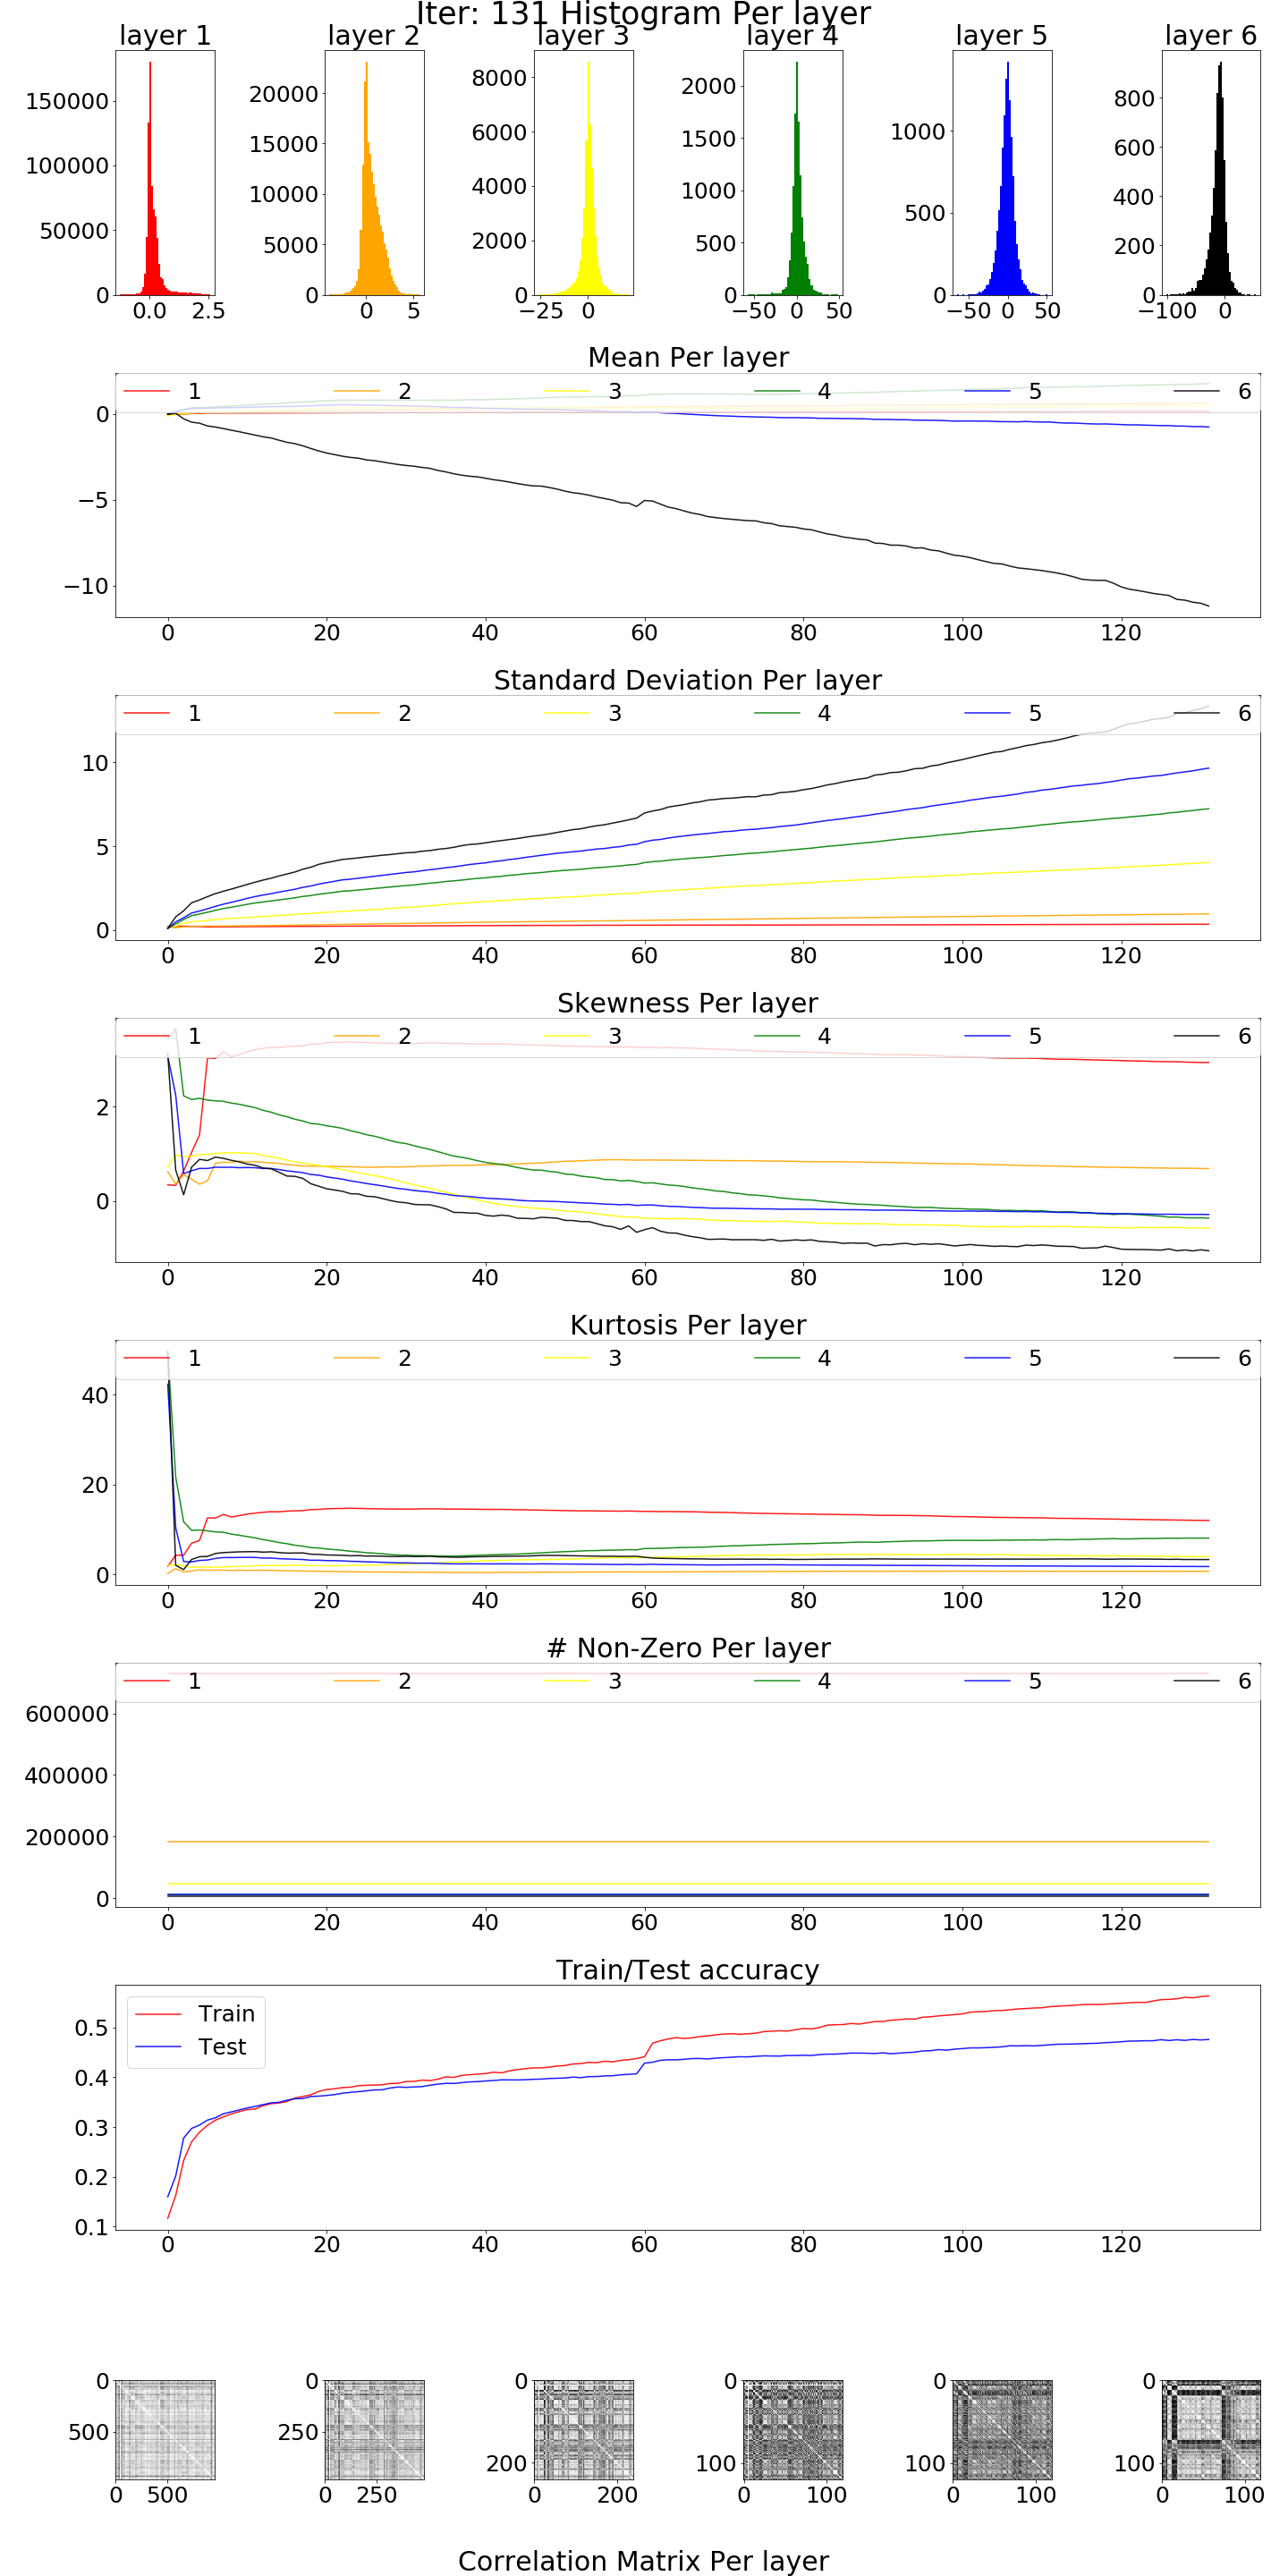 Iter: 131 Histogram Per layer
layer 1 layer 2 layer 3 layer 4 layer 5 layer 6
150000 100000 50000 0
0.0 2.5
20000 15000 10000 5000 0
0 5
8000 6000 4000 2000 0
−25 0
2000 1500 1000 500 0
−50 0 50
1000 500 0
−50 0 50
800 600 400 200 0
−100 0
Mean Per layer
1 2 3 4 5 6
0
−5
−10
0 20 40 60 80 100 120
Standard Deviation Per layer
1 2 3 4 5 6
10
5
0
0 20 40 60 80 100 120
Skewness Per layer
1 2 3 4 5 6
2
0
0 20 40 60 80 100 120
Kurtosis Per layer
1 2 3 4 5 6
40
20
0
0 20 40 60 80 100 120
# Non-Zero Per layer
1 2 3 4 5 6
600000
400000
200000
0
0 20 40 60 80 100 120
Train/Test accuracy
Train
Test
0.5
0.4
0.3
0.2
0.1
0 20 40 60 80 100 120
0 500
0 500
0 250
0 250
0 200
0 200
0 100
0 100
0 100
0 100
0 100
0 100
Correlation Matrix Per layer